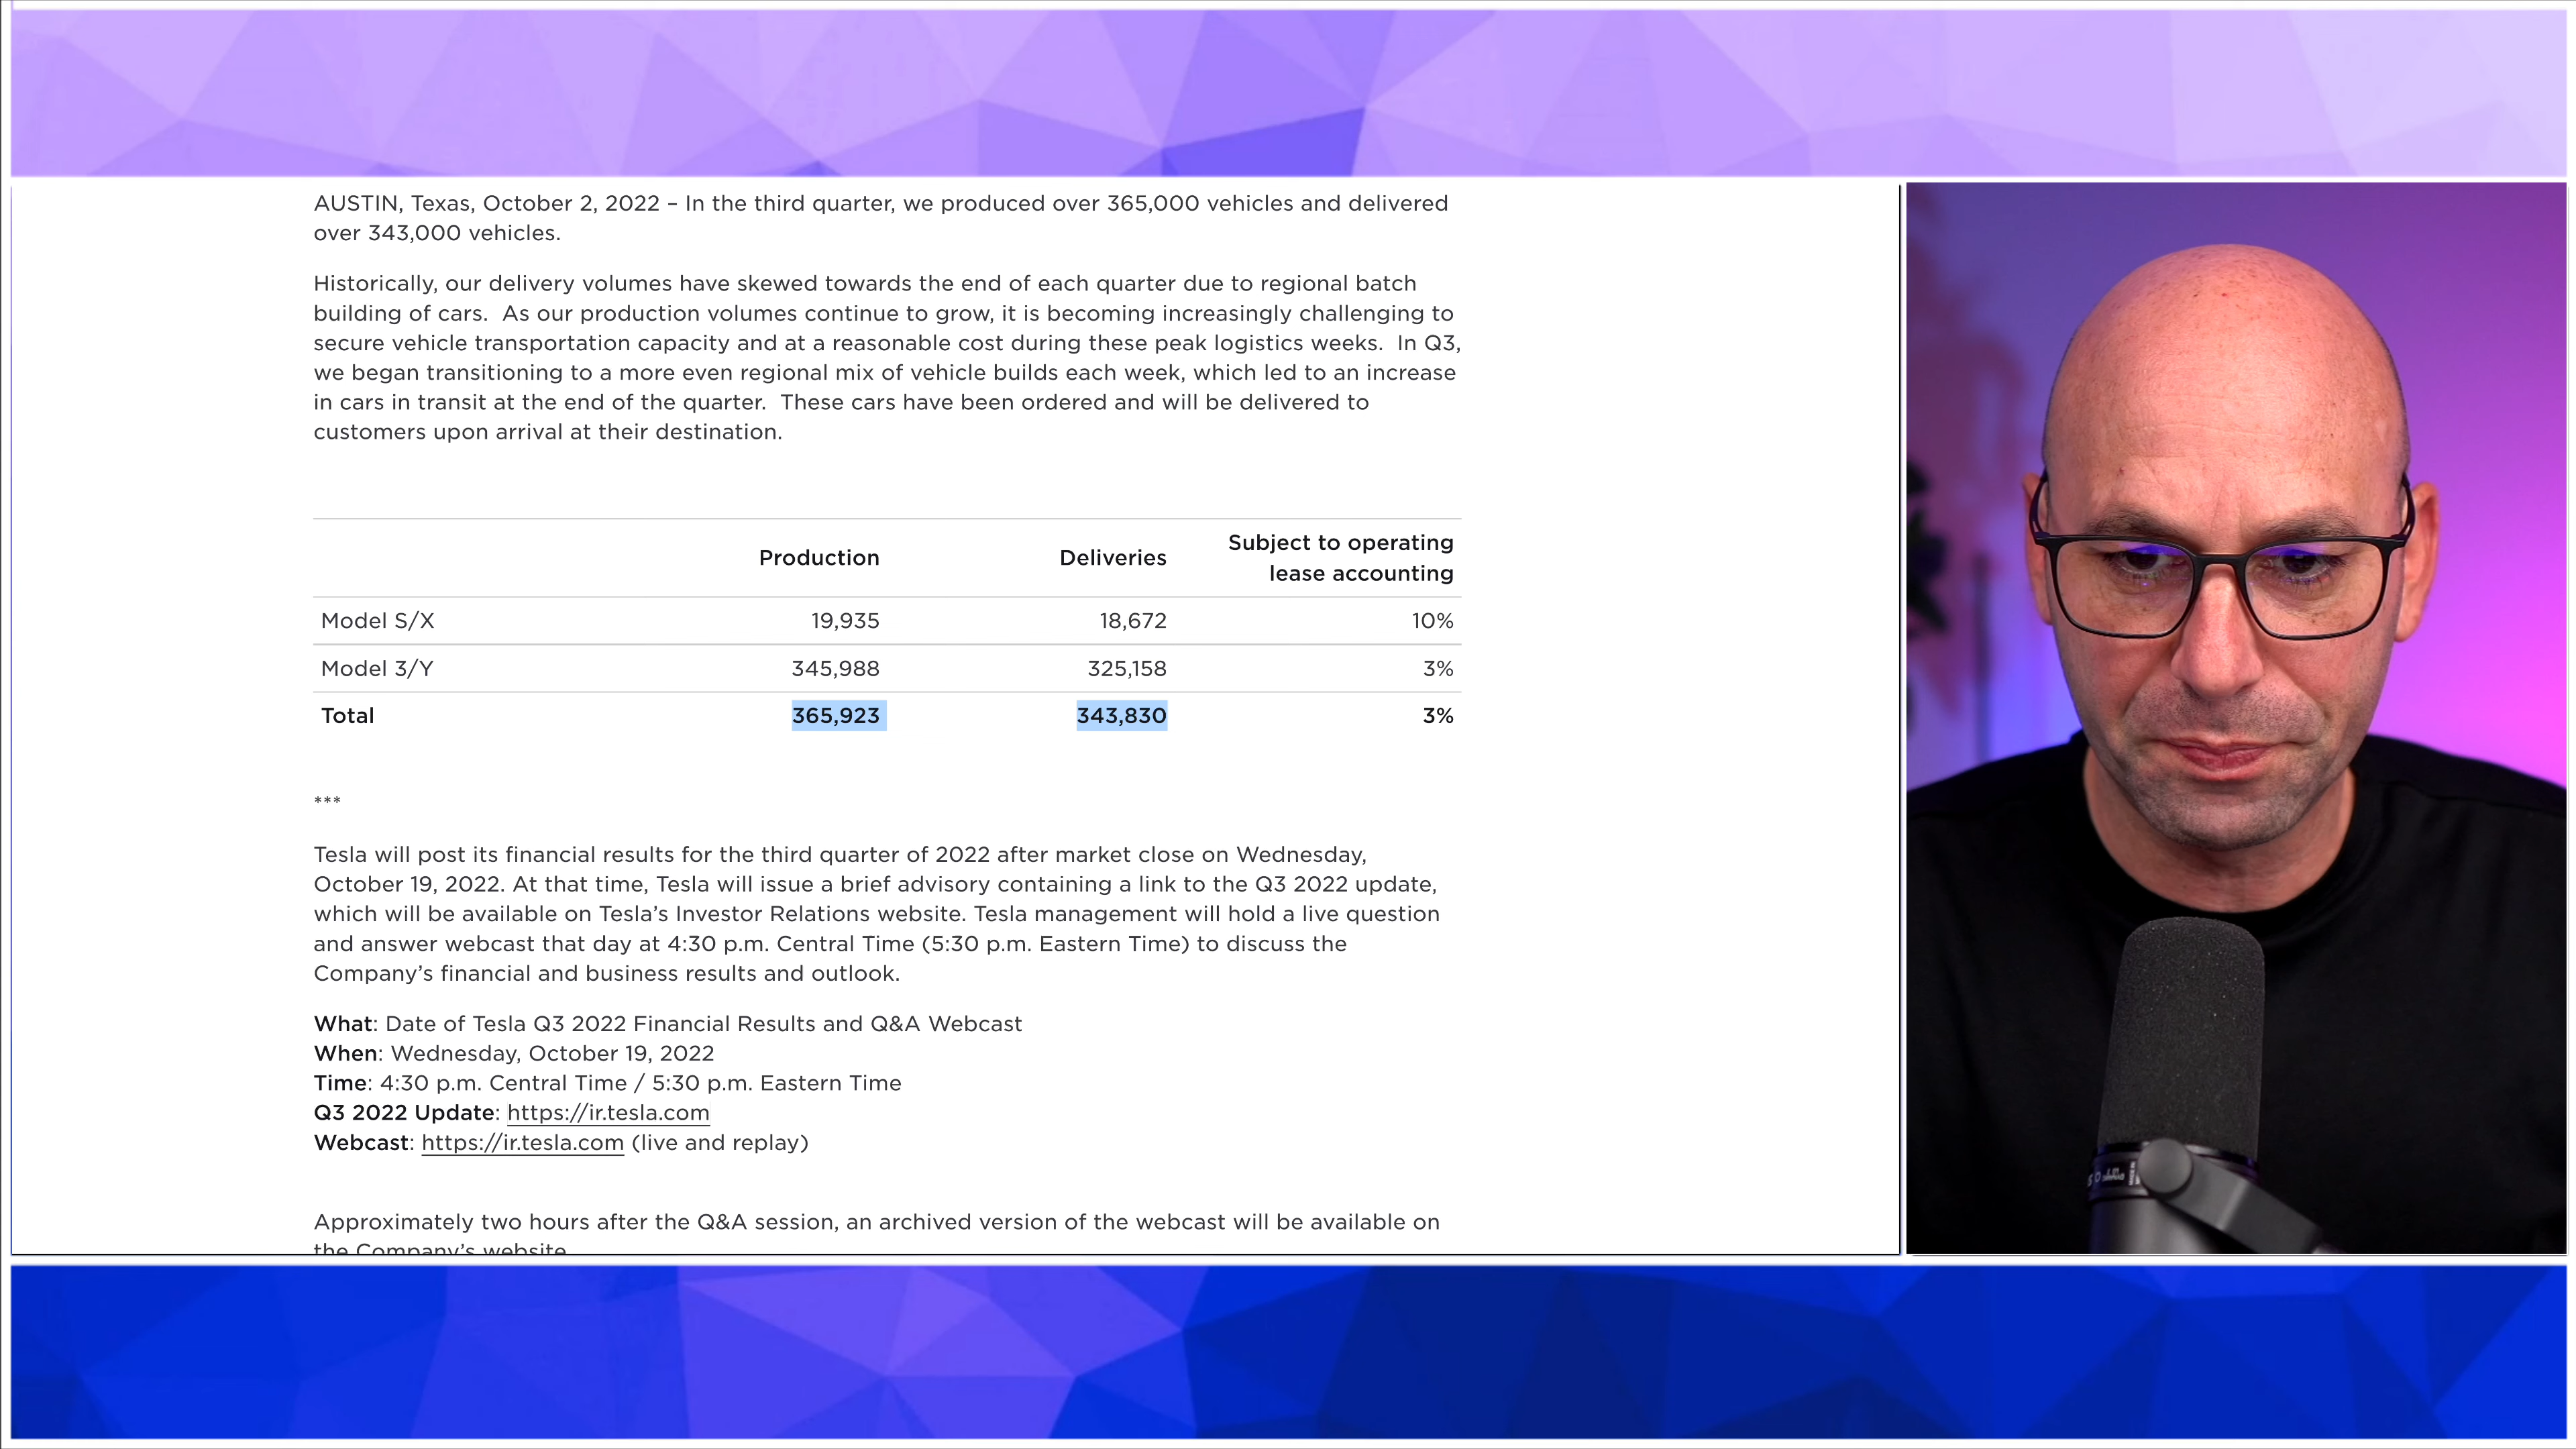 AUSTIN, Texas, October 2, 2022 – In the third quarter, we produced over 365,000 vehicles and delivered
over 343,000 vehicles.
Historically, our delivery volumes have skewed towards the end of each quarter due to regional batch
building of cars.  As our production volumes continue to grow, it is becoming increasingly challenging to
secure vehicle transportation capacity and at a reasonable cost during these peak logistics weeks.  In Q3,
we began transitioning to a more even regional mix of vehicle builds each week, which led to an increase
in cars in transit at the end of the quarter.  These cars have been ordered and will be delivered to
customers upon arrival at their destination.
Production Deliveries Subject to operating
lease accounting
Model S/X 19,935 18,672 10%
Model 3/Y 345,988 325,158 3%
Total 365,923 343,830 3%
***
Tesla will post its financial results for the third quarter of 2022 after market close on Wednesday,
October 19, 2022. At that time, Tesla will issue a brief advisory containing a link to the Q3 2022 update,
which will be available on Tesla’s Investor Relations website. Tesla management will hold a live question
and answer webcast that day at 4:30 p.m. Central Time (5:30 p.m. Eastern Time) to discuss the
Company’s financial and business results and outlook.
What: Date of Tesla Q3 2022 Financial Results and Q&A Webcast
When: Wednesday, October 19, 2022
Time: 4:30 p.m. Central Time / 5:30 p.m. Eastern Time
Q3 2022 Update: https://ir.tesla.com
Webcast: https://ir.tesla.com (live and replay)
Approximately two hours after the Q&A session, an archived version of the webcast will be available on
the Company’s website.